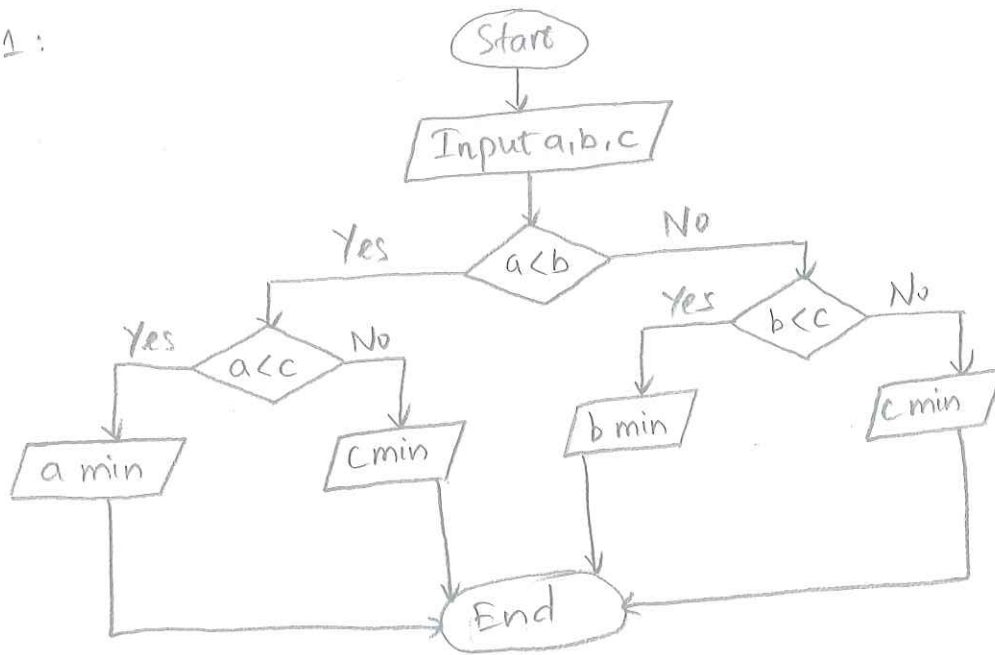 1:
Start
Input a, b, c
Yes
a<b
No
Yes
a<c
No
Yes
b<c
No
a min
c min
b min
c min
End